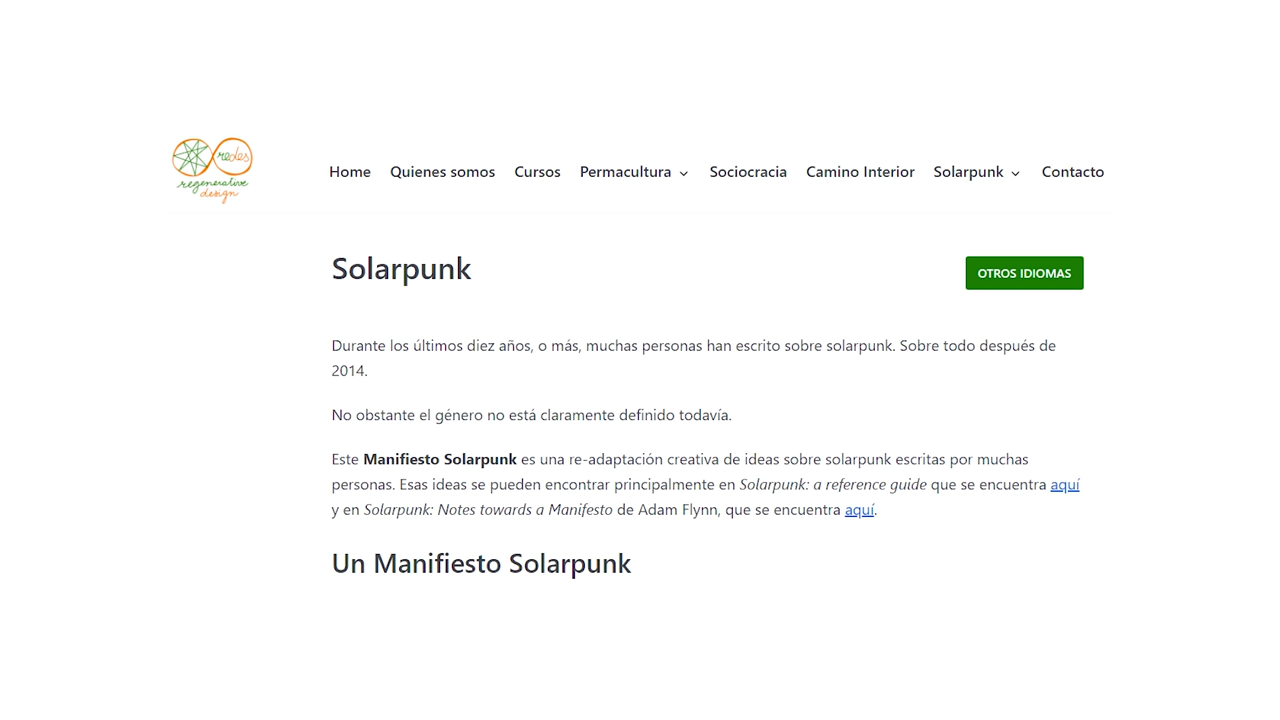 redes
regenerative
design
Home Quienes somos Cursos Permacultura Sociocracia Camino Interior Solarpunk Contacto
Solarpunk
OTROS IDIOMAS
Durante los últimos diez años, o más, muchas personas han escrito sobre solarpunk. Sobre todo después de
2014.
No obstante el género no está claramente definido todavía.
Este Manifiesto Solarpunk es una re-adaptación creativa de ideas sobre solarpunk escritas por muchas
personas. Esas ideas se pueden encontrar principalmente en Solarpunk: a reference guide que se encuentra aquí
y en Solarpunk: Notes towards a Manifesto de Adam Flynn, que se encuentra aquí.
Un Manifiesto Solarpunk